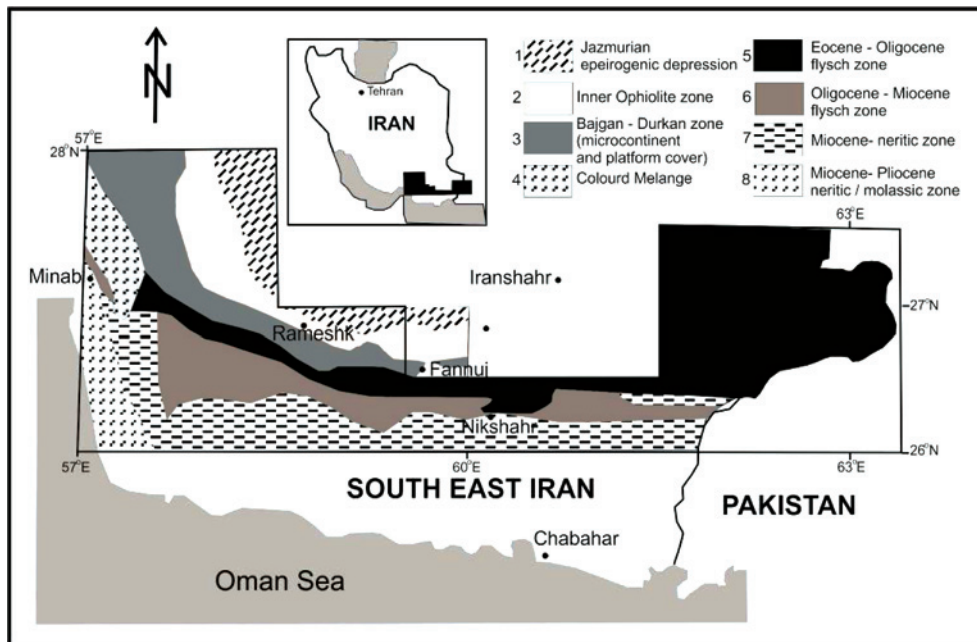 N
Tehran
IRAN
1 Jazmurian
epeirogenic depression
2 Inner Ophiolite zone
3 Bajgan - Durkan zone
(microcontinent
and platform cover)
4 Colourd Melange
5 Eocene - Oligocene
flysch zone
6 Oligocene - Miocene
flysch zone
7 Miocene- neritic zone
8 Miocene- Pliocene
neritic / molassic zone
57°E
28°N
63°E
Minab
Iranshahr
27°N
Rameshk
Fannuj
Nikshahr
57°E
60°E
63°E
26°N
SOUTH EAST IRAN
PAKISTAN
Chabahar
Oman Sea